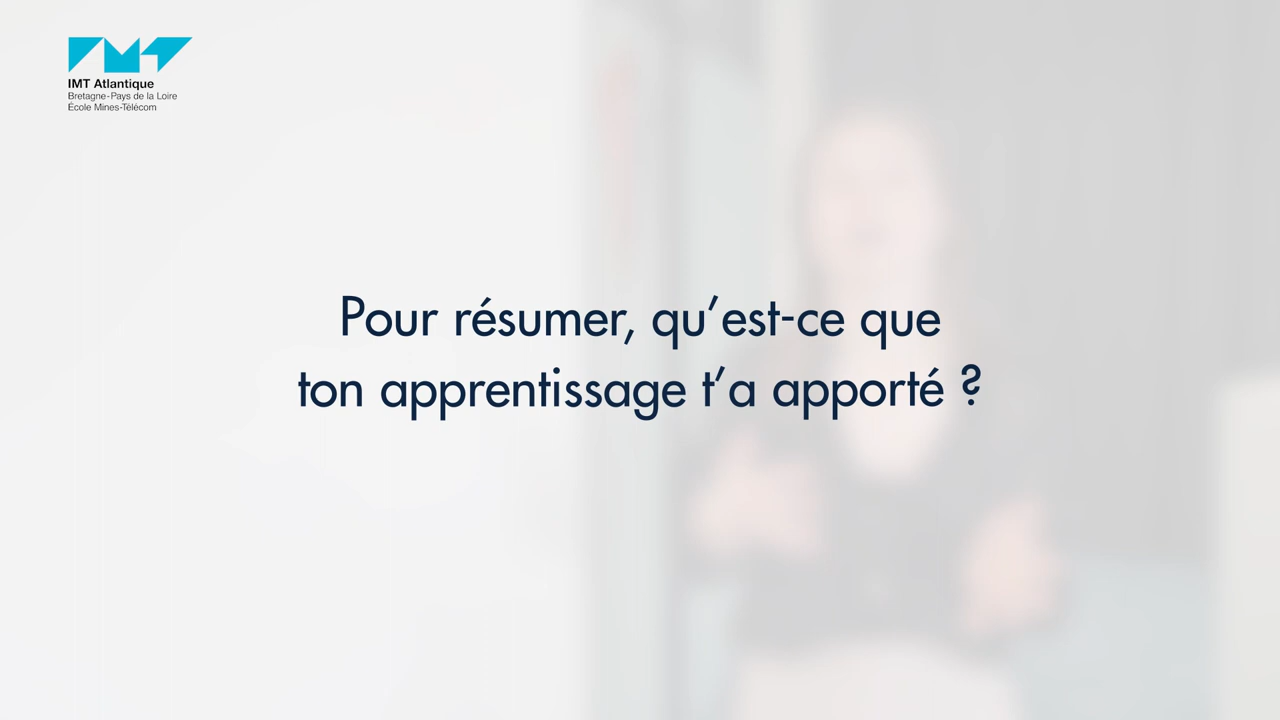 IMT Atlantique
Bretagne-Pays de la Loire
École Mines-Télécom
Pour résumer, qu’est-ce que
ton apprentissage t’a apporté ?